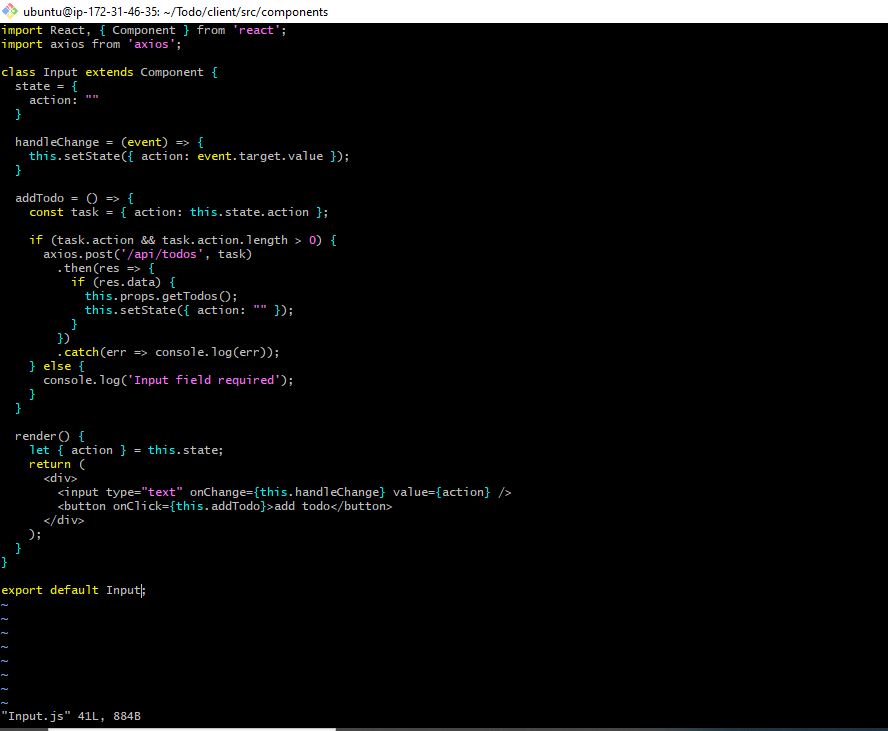 ubuntu@ip-172-31-46-35: ~/Todo/client/src/components
import React, { Component } from 'react';
import axios from 'axios';

class Input extends Component {
  state = {
    action: ""
  }

  handleChange = (event) => {
    this.setState({ action: event.target.value });
  }

  addTodo = () => {
    const task = { action: this.state.action };

    if (task.action && task.action.length > 0) {
      axios.post('/api/todos', task)
        .then(res => {
          if (res.data) {
            this.props.getTodos();
            this.setState({ action: "" });
          }
        })
        .catch(err => console.log(err));
    } else {
      console.log('Input field required');
    }
  }

  render() {
    let { action } = this.state;
    return (
      <div>
        <input type="text" onChange={this.handleChange} value={action} />
        <button onClick={this.addTodo}>add todo</button>
      </div>
    );
  }
}

export default Input;
~
~
~
~
~
~
~
~
"Input.js" 41L, 884B